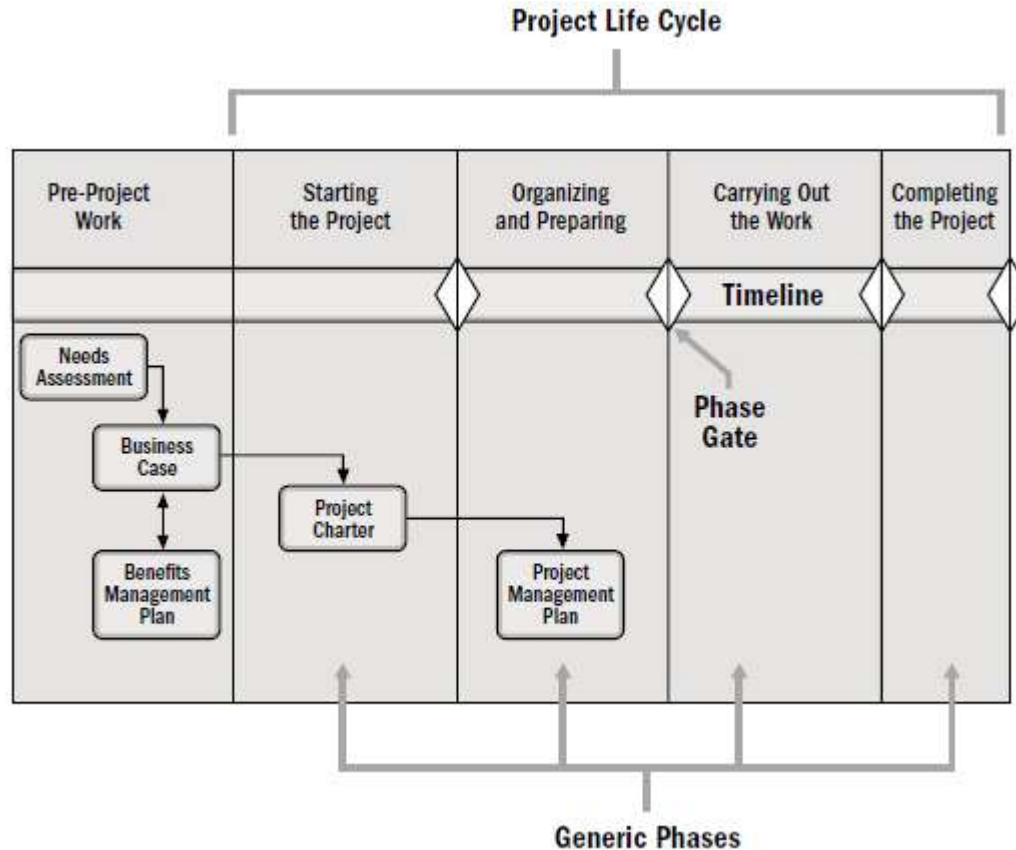 Project Life Cycle
Pre-Project
Work
Starting
the Project
Organizing
and Preparing
Carrying Out
the Work
Completing
the Project
Timeline
Needs
Assessment
Business
Case
Benefits
Management
Plan
Project
Charter
Project
Management
Plan
Phase
Gate
Generic Phases